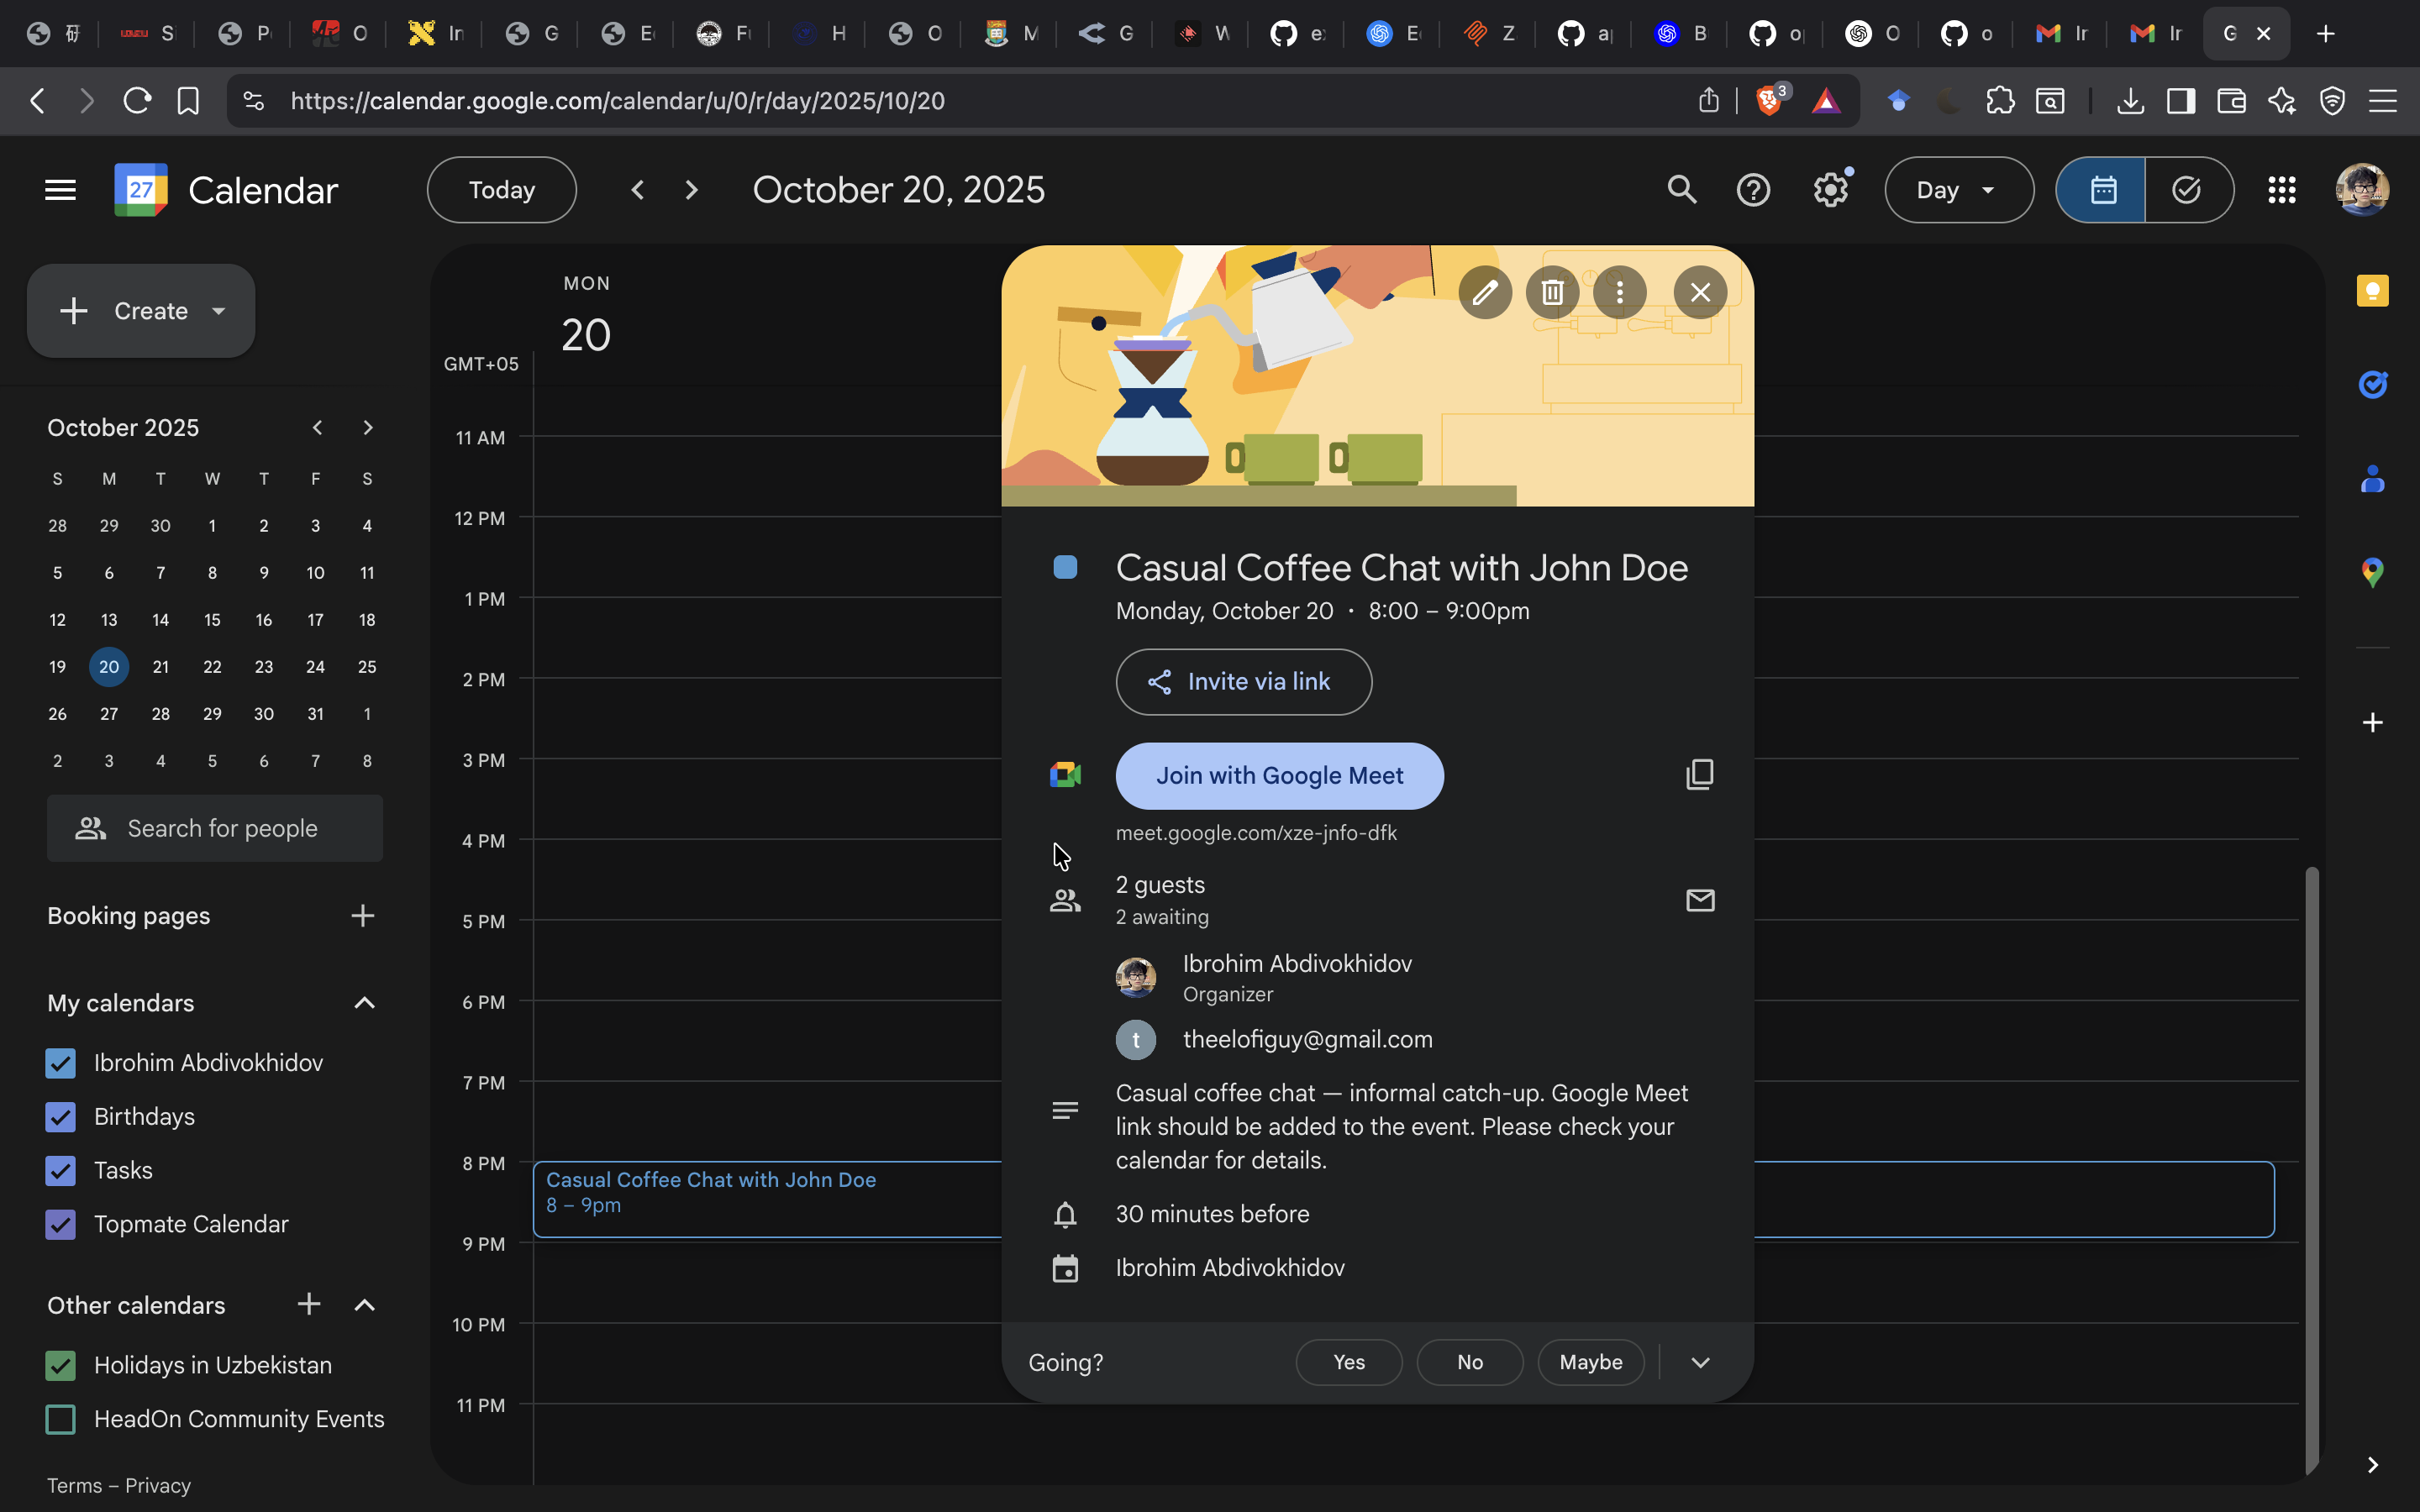 研
S
P
O
In
G
E
F
H
O
M
G
W
e
E
Z
a
B
o
O
o
Ir
Ir
G
https://calendar.google.com/calendar/u/0/r/day/2025/10/20
3
27
Calendar
Today
October 20, 2025
Day
Create
October 2025
S M T W T F S
28 29 30 1 2 3 4
5 6 7 8 9 10 11
12 13 14 15 16 17 18
19 20 21 22 23 24 25
26 27 28 29 30 31 1
2 3 4 5 6 7 8
Search for people
Booking pages
My calendars
Ibrohim Abdivokhidov
Birthdays
Tasks
Topmate Calendar
Other calendars
Holidays in Uzbekistan
HeadOn Community Events
Terms – Privacy
MON
20
GMT+05
11 AM
12 PM
1 PM
2 PM
3 PM
4 PM
5 PM
6 PM
7 PM
8 PM
9 PM
10 PM
11 PM
Casual Coffee Chat with John Doe
8 – 9pm
Casual Coffee Chat with John Doe
Monday, October 20 · 8:00 – 9:00pm
Invite via link
Join with Google Meet
meet.google.com/xze-jnfo-dfk
2 guests
2 awaiting
Ibrohim Abdivokhidov
Organizer
t
theelofiguy@gmail.com
Casual coffee chat — informal catch-up. Google Meet
link should be added to the event. Please check your
calendar for details.
30 minutes before
Ibrohim Abdivokhidov
Going?
Yes
No
Maybe